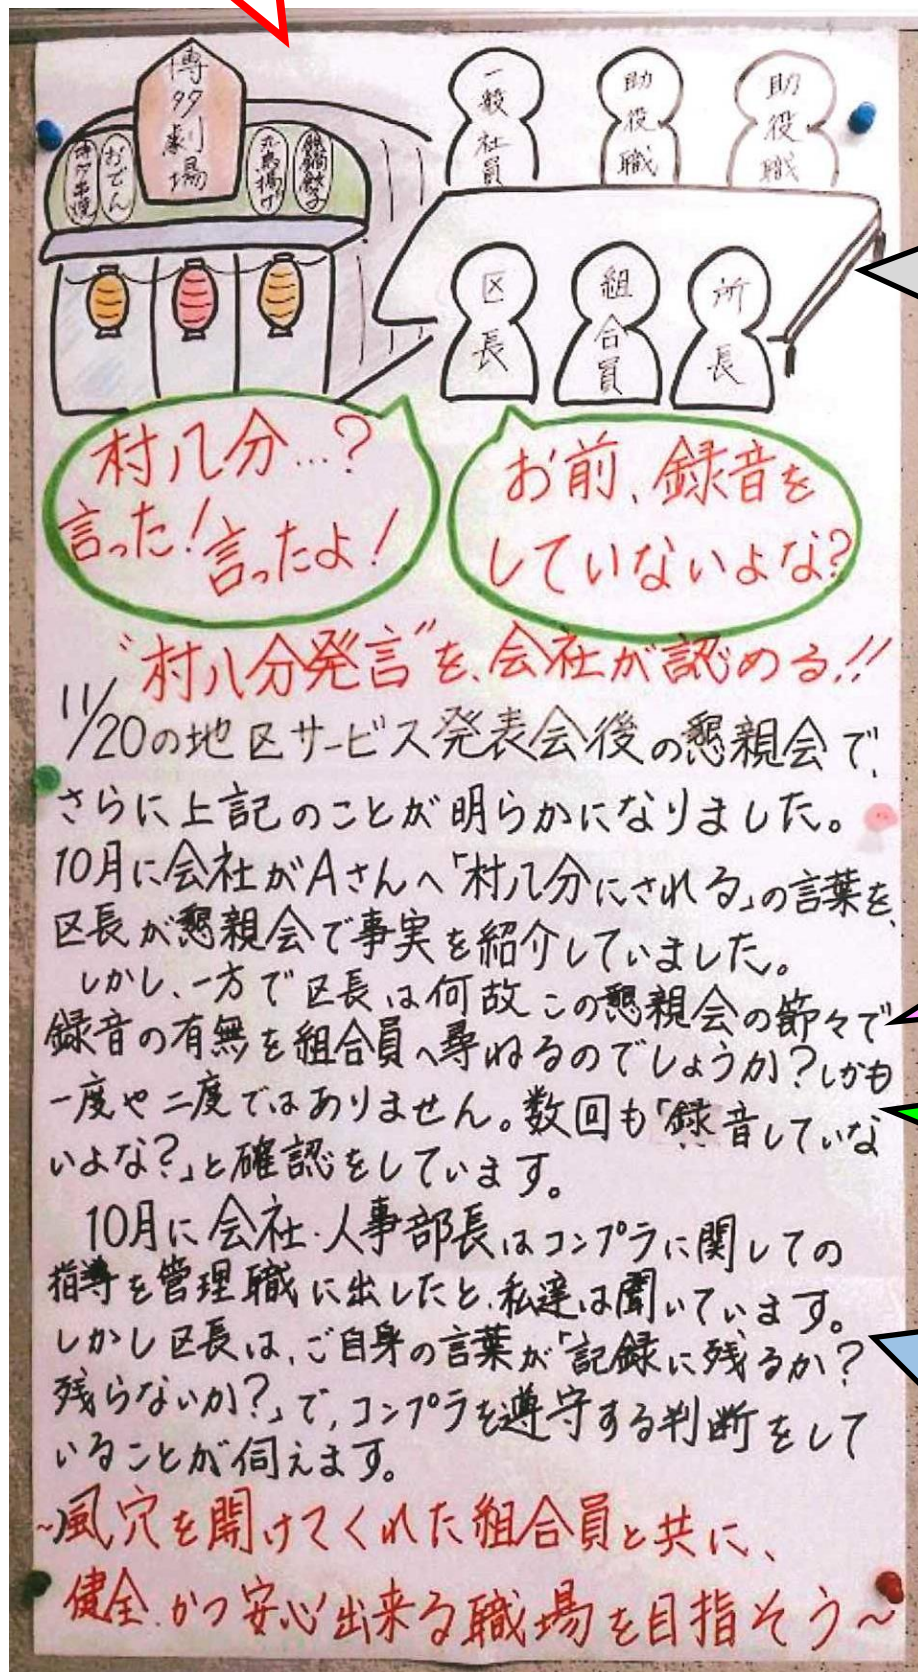 博多劇場
博多串焼
おでん
丸鳥揚げ
鉄鍋餃子
一般社員
助役職
助役職
区長
組合員
所長
村八分…?
言った!言ったよ!
お前、録音を
していないよな?
“村八分発言”を、会社が認める!!
11/20の地区サービス発表会後の懇親会で、
さらに上記のことが明らかになりました。
10月に会社がAさんへ「村八分にされる」の言葉を、
区長が懇親会で事実を紹介していました。
しかし、一方で区長は何故この懇親会の節々で
録音の有無を組合員へ尋ねるのでしょうか?しかも
一度や二度ではありません。数回も「録音していな
いよな?」と確認をしています。
10月に会社・人事部長はコンプラに関しての
指導を管理職に出したと、私達は聞いています。
しかし区長は、ご自身の言葉が「記録に残るか?
残らないか?」で、コンプラを遵守する判断をして
いることが伺えます。
~風穴を開けてくれた組合員と共に、
健全かつ安心出来る職場を目指そう~